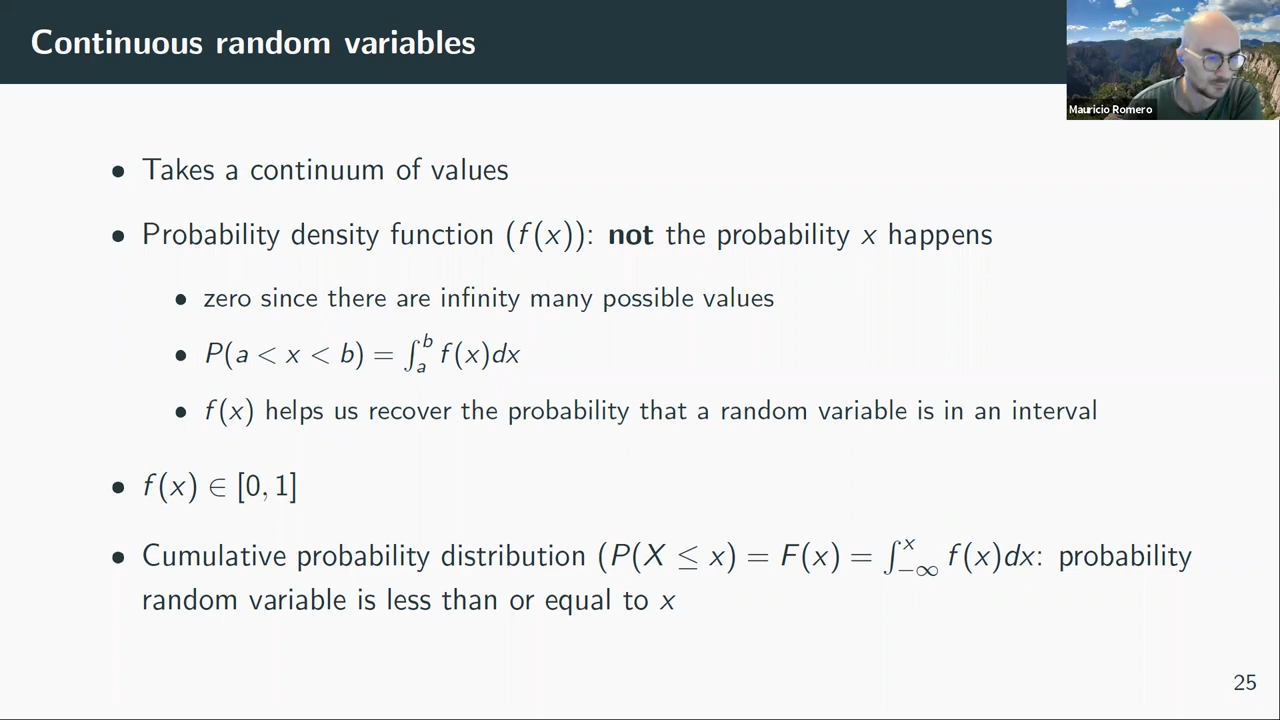 Continuous random variables
Mauricio Romero
• Takes a continuum of values
• Probability density function (f(x)): not the probability x happens
• zero since there are infinity many possible values
• P(a < x < b) = ∫_a^b f(x)dx
• f(x) helps us recover the probability that a random variable is in an interval
• f(x) ∈ [0, 1]
• Cumulative probability distribution (P(X ≤ x) = F(x) = ∫_{−∞}^x f(x)dx: probability
random variable is less than or equal to x
25